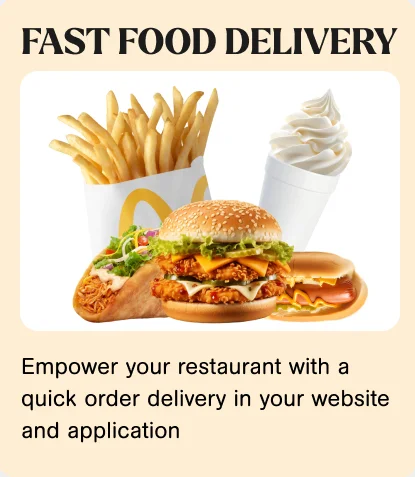 FAST FOOD DELIVERY
Empower your restaurant with a
quick order delivery in your website
and application